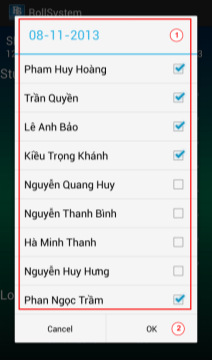 RollSystem
08-11-2013 1
Pham Huy Hoàng
Trần Quyền
Lê Anh Bảo
Kiều Trọng Khánh
Nguyễn Quang Huy
Nguyễn Thanh Bình
Hà Minh Thanh
Nguyễn Huy Hưng
Phan Ngọc Trầm
Cancel OK 2